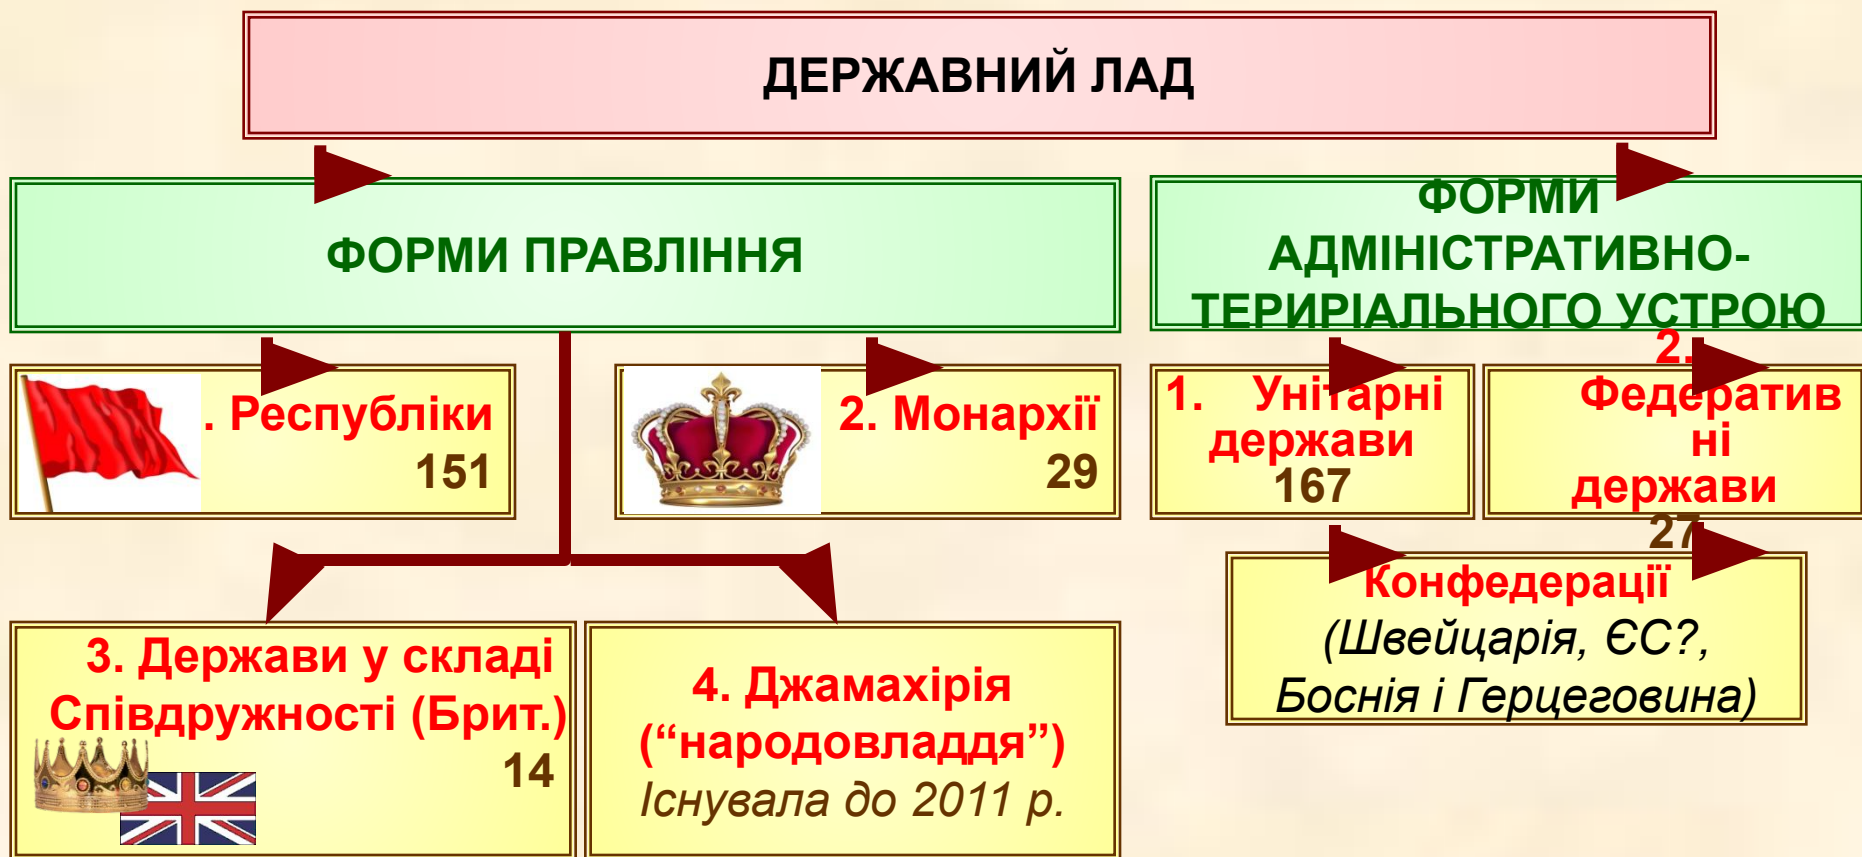 ДЕРЖАВНИЙ ЛАД
ФОРМИ ПРАВЛІННЯ
ФОРМИ
АДМІНІСТРАТИВНО-
ТЕРИРІАЛЬНОГО УСТРОЮ
. Республіки
151
2. Монархії
29
1. Унітарні
держави
167
2.
Федератив
ні
держави
27
3. Держави у складі
Співдружності (Брит.)
14
4. Джамахірія
(“народовладдя”)
Існувала до 2011 р.
Конфедерації
(Швейцарія, ЄС?,
Боснія і Герцеговина)